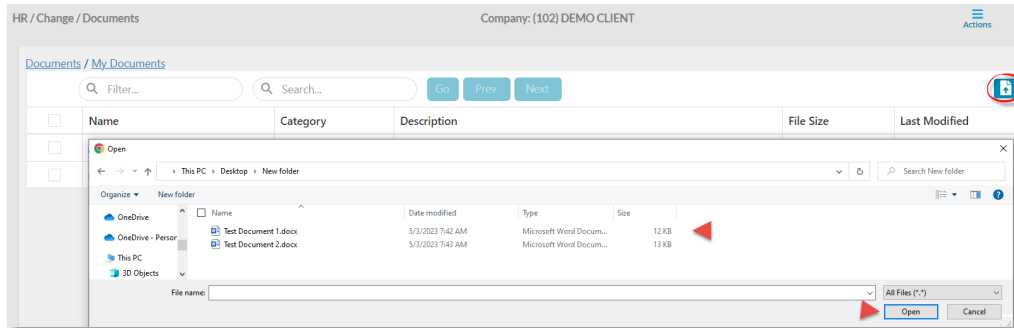 HR / Change / Documents Company: (102) DEMO CLIENT Actions
Documents / My Documents
Filter... Search... Go Prev Next
Name Category Description File Size Last Modified
Open
This PC > Desktop > New folder Search New folder
Organize New folder
OneDrive Name Date modified Type Size
OneDrive - Person Test Document 1.docx 5/3/2023 7:42 AM Microsoft Word Docum... 12 KB
Test Document 2.docx 5/3/2023 7:43 AM Microsoft Word Docum... 13 KB
This PC
3D Objects
File name: All Files (*.*)
Open Cancel